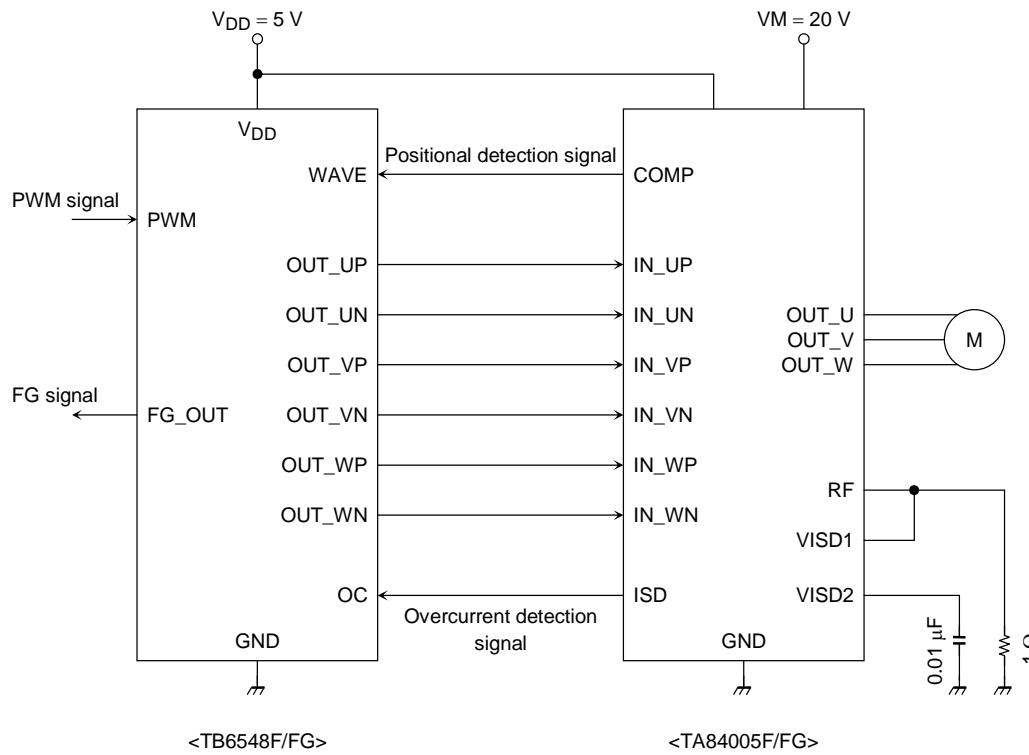 V_DD = 5 V
VM = 20 V
V_DD
Positional detection signal
WAVE
COMP
PWM signal
PWM
OUT_UP
IN_UP
OUT_UN
IN_UN
OUT_U
OUT_VP
IN_VP
OUT_V
M
OUT_W
FG signal
FG_OUT
OUT_VN
IN_VN
OUT_WP
IN_WP
RF
OUT_WN
IN_WN
VISD1
OC
ISD
VISD2
Overcurrent detection
signal
GND
GND
0.01 µF
<TB6548F/FG>
<TA84005F/FG>